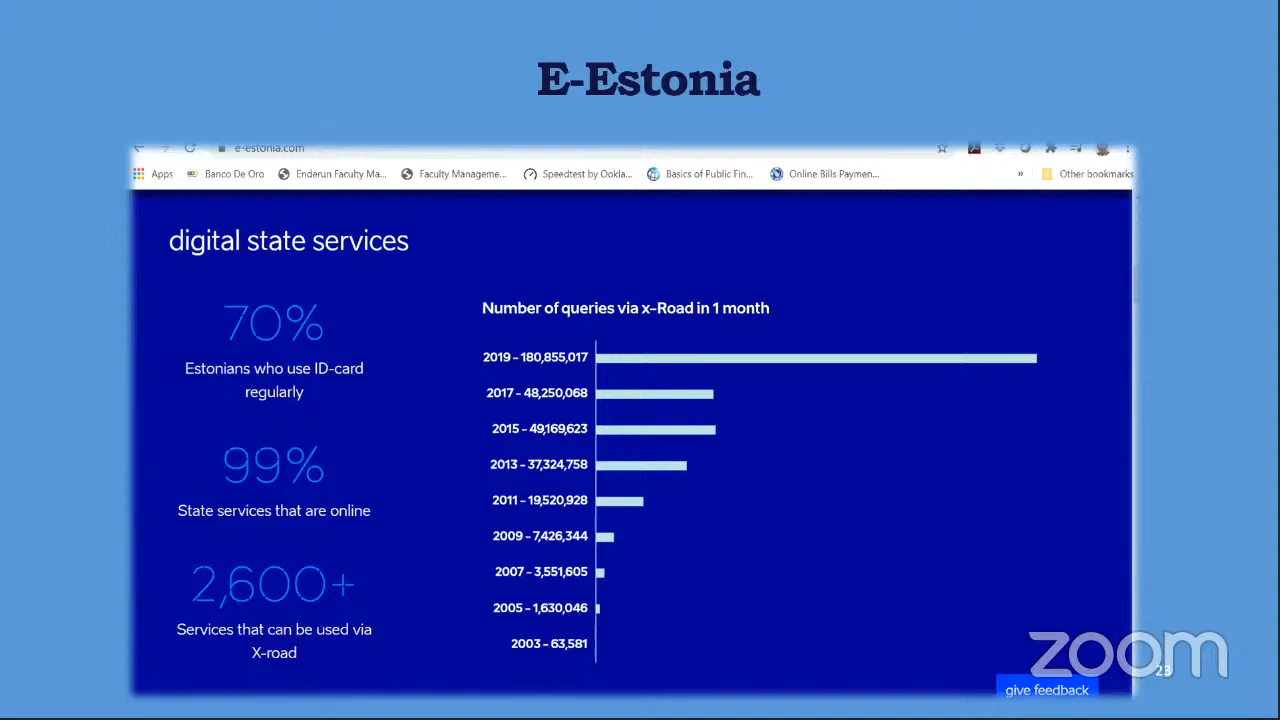 E-Estonia
e-estonia.com
Apps Banco De Oro Enderun Faculty Ma... Faculty Manageme... Speedtest by Ookla... Basics of Public Fin... Online Bills Paymen... » Other bookmarks
digital state services
70%
Estonians who use ID-card
regularly
99%
State services that are online
2,600+
Services that can be used via
X-road
Number of queries via x-Road in 1 month
2019 - 180,855,017
2017 - 48,250,068
2015 - 49,169,623
2013 - 37,324,758
2011 - 19,520,928
2009 - 7,426,344
2007 - 3,551,605
2005 - 1,630,046
2003 - 63,581
zoom
23
give feedback